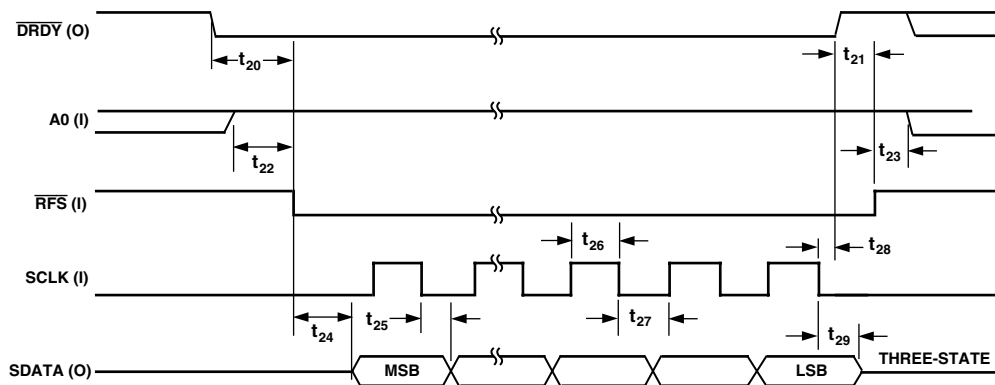 DRDY (O)
t20
t21
A0 (I)
t22
t23
RFS (I)
t26
t28
SCLK (I)
t24
t25
t27
t29
SDATA (O)
MSB
LSB
THREE-STATE